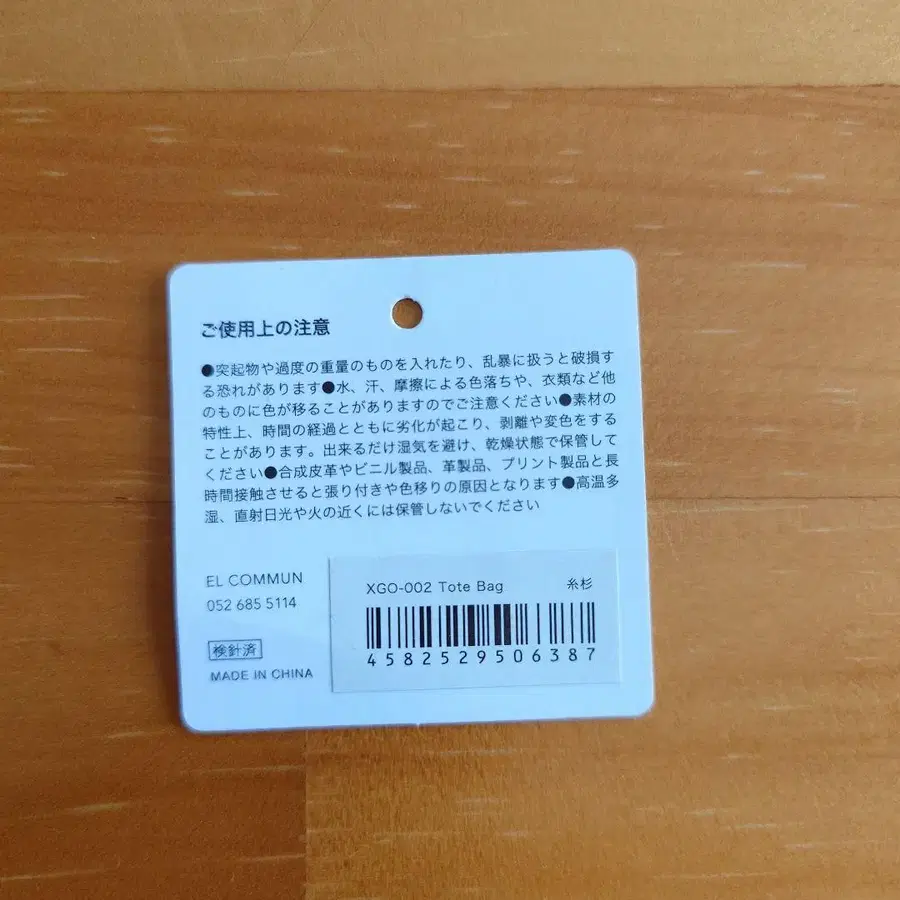 ご使用上の注意
●突起物や過度の重量のものを入れたり、乱暴に扱うと破損す
る恐れがあります●水、汗、摩擦による色落ちや、衣類など他
のものに色が移ることがありますのでご注意ください●素材の
特性上、時間の経過とともに劣化が起こり、剥離や変色をする
ことがあります。出来るだけ湿気を避け、乾燥状態で保管して
ください●合成皮革やビニル製品、革製品、プリント製品と長
時間接触させると張り付きや色移りの原因となります●高温多
湿、直射日光や火の近くには保管しないでください
EL COMMUN
052 685 5114
検針済
MADE IN CHINA
XGO-002 Tote Bag 糸杉
4582529506387